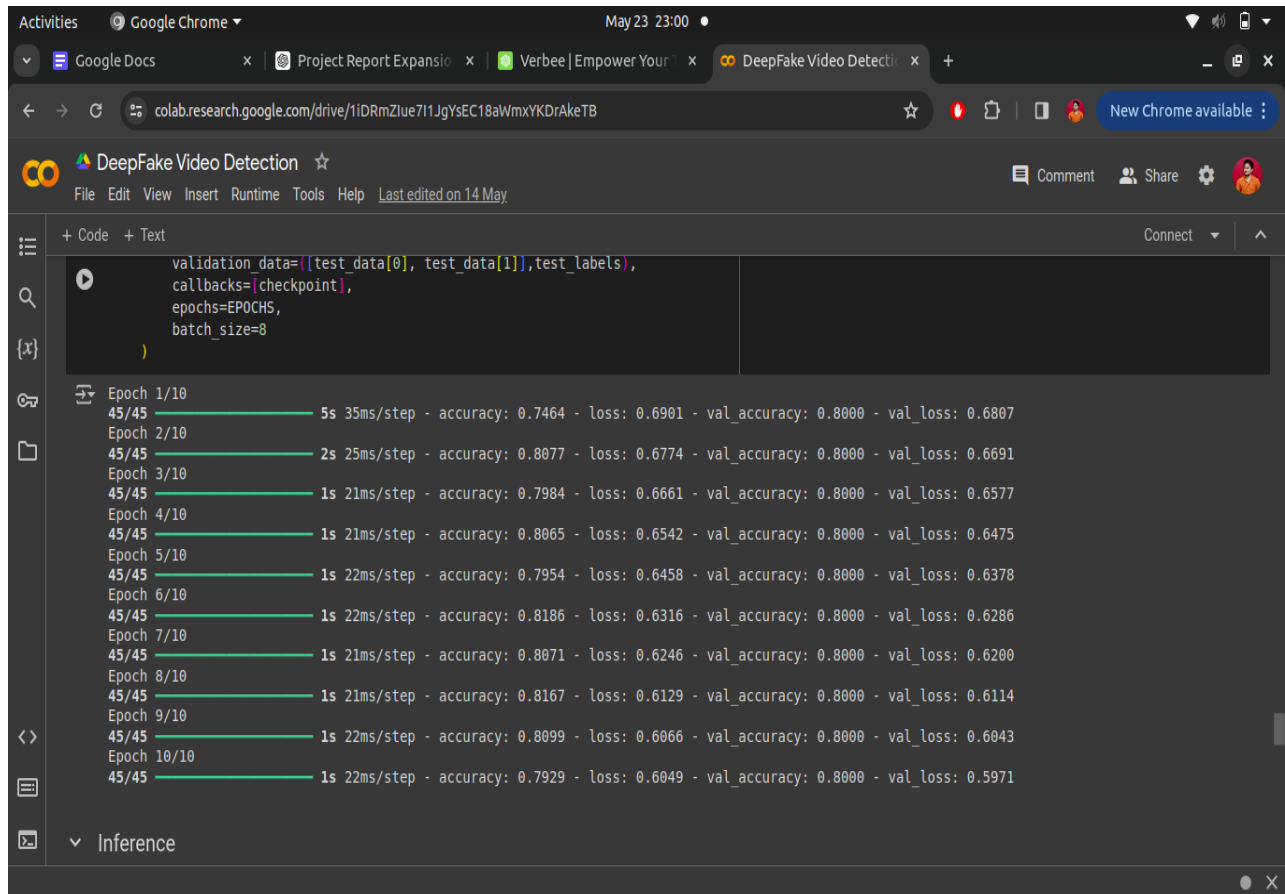 Activities Google Chrome May 23 23:00
Google Docs Project Report Expansio Verbee | Empower Your T DeepFake Video Detectio
colab.research.google.com/drive/1iDRmZIue7I1JgYsEC18aWmxYKDrAkeTB New Chrome available
CO DeepFake Video Detection Comment Share
File Edit View Insert Runtime Tools Help Last edited on 14 May
+ Code + Text Connect
validation_data=([test_data[0], test_data[1]],test_labels),
callbacks=[checkpoint],
epochs=EPOCHS,
batch_size=8
)
{x}
Epoch 1/10
45/45 5s 35ms/step - accuracy: 0.7464 - loss: 0.6901 - val_accuracy: 0.8000 - val_loss: 0.6807
Epoch 2/10
45/45 2s 25ms/step - accuracy: 0.8077 - loss: 0.6774 - val_accuracy: 0.8000 - val_loss: 0.6691
Epoch 3/10
45/45 1s 21ms/step - accuracy: 0.7984 - loss: 0.6661 - val_accuracy: 0.8000 - val_loss: 0.6577
Epoch 4/10
45/45 1s 21ms/step - accuracy: 0.8065 - loss: 0.6542 - val_accuracy: 0.8000 - val_loss: 0.6475
Epoch 5/10
45/45 1s 22ms/step - accuracy: 0.7954 - loss: 0.6458 - val_accuracy: 0.8000 - val_loss: 0.6378
Epoch 6/10
45/45 1s 22ms/step - accuracy: 0.8186 - loss: 0.6316 - val_accuracy: 0.8000 - val_loss: 0.6286
Epoch 7/10
45/45 1s 21ms/step - accuracy: 0.8071 - loss: 0.6246 - val_accuracy: 0.8000 - val_loss: 0.6200
Epoch 8/10
45/45 1s 21ms/step - accuracy: 0.8167 - loss: 0.6129 - val_accuracy: 0.8000 - val_loss: 0.6114
Epoch 9/10
45/45 1s 22ms/step - accuracy: 0.8099 - loss: 0.6066 - val_accuracy: 0.8000 - val_loss: 0.6043
Epoch 10/10
45/45 1s 22ms/step - accuracy: 0.7929 - loss: 0.6049 - val_accuracy: 0.8000 - val_loss: 0.5971
Inference